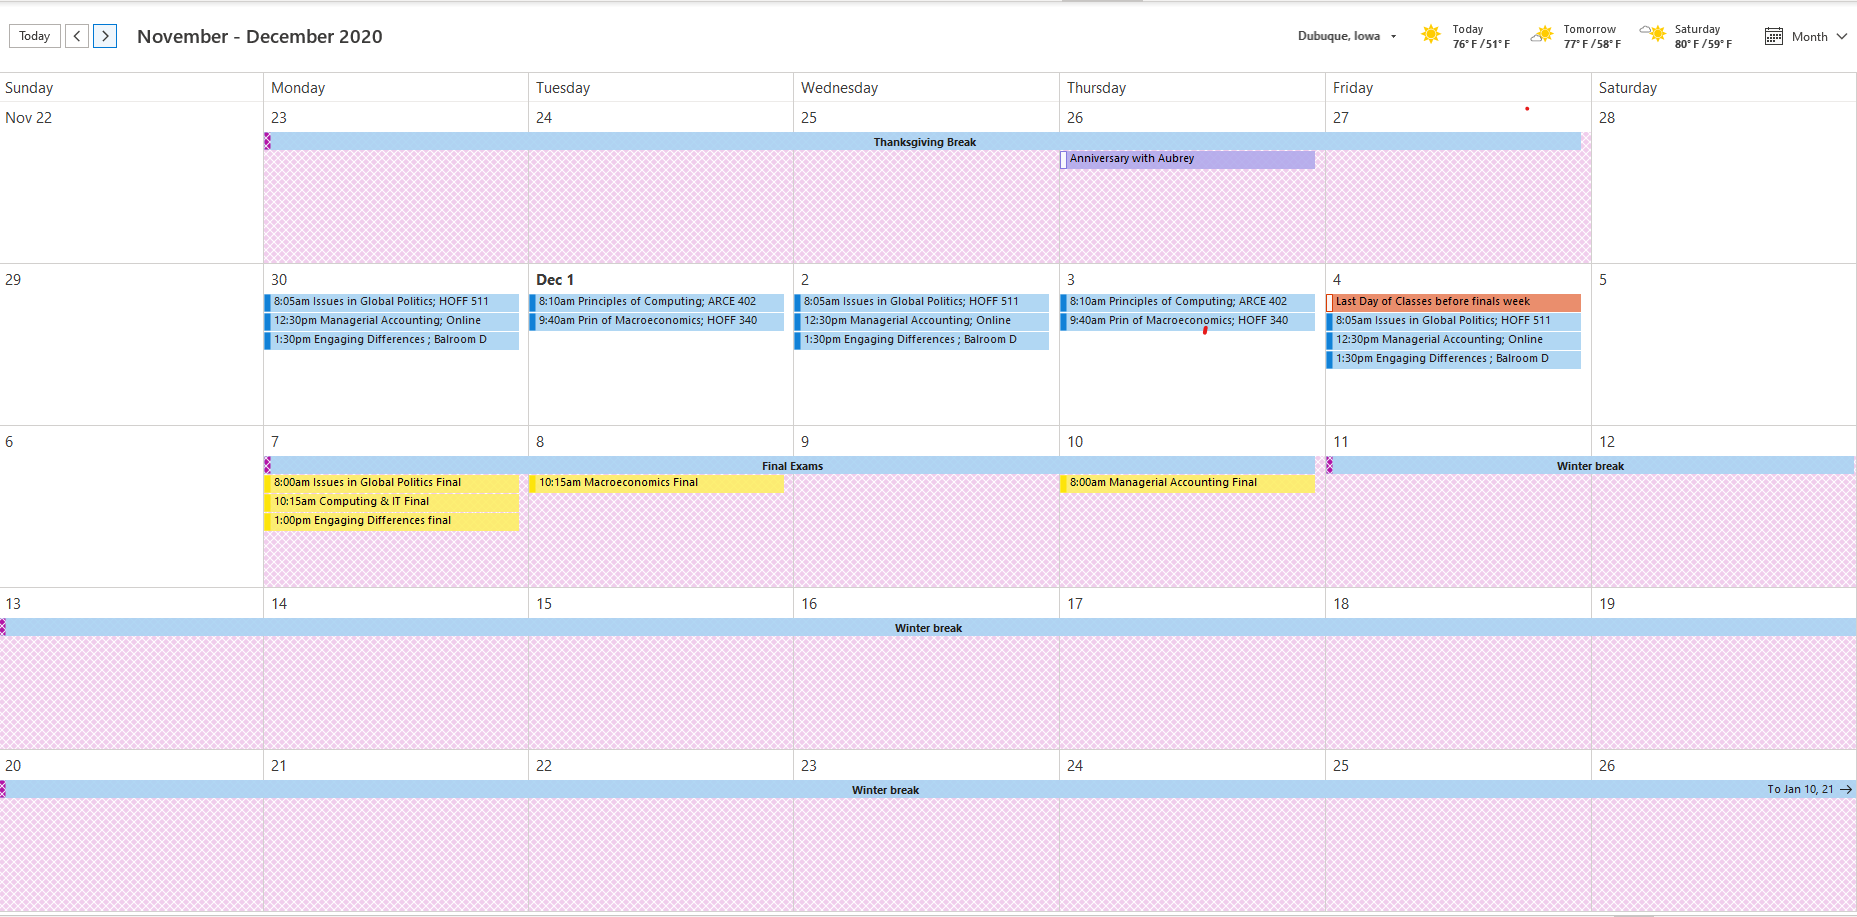 Today
November - December 2020
Dubuque, Iowa
Today
76° F / 51° F
Tomorrow
77° F / 58° F
Saturday
80° F / 59° F
Month
Sunday Monday Tuesday Wednesday Thursday Friday Saturday
Nov 22 23 24 25 26 27 28
Thanksgiving Break
Anniversary with Aubrey
29 30 Dec 1 2 3 4 5
8:05am Issues in Global Politics; HOFF 511
12:30pm Managerial Accounting; Online
1:30pm Engaging Differences ; Balroom D
8:10am Principles of Computing; ARCE 402
9:40am Prin of Macroeconomics; HOFF 340
8:05am Issues in Global Politics; HOFF 511
12:30pm Managerial Accounting; Online
1:30pm Engaging Differences ; Balroom D
8:10am Principles of Computing; ARCE 402
9:40am Prin of Macroeconomics; HOFF 340
Last Day of Classes before finals week
8:05am Issues in Global Politics; HOFF 511
12:30pm Managerial Accounting; Online
1:30pm Engaging Differences ; Balroom D
6 7 8 9 10 11 12
Final Exams
Winter break
8:00am Issues in Global Politics Final
10:15am Computing & IT Final
1:00pm Engaging Differences final
10:15am Macroeconomics Final
8:00am Managerial Accounting Final
13 14 15 16 17 18 19
Winter break
20 21 22 23 24 25 26
Winter break
To Jan 10, 21